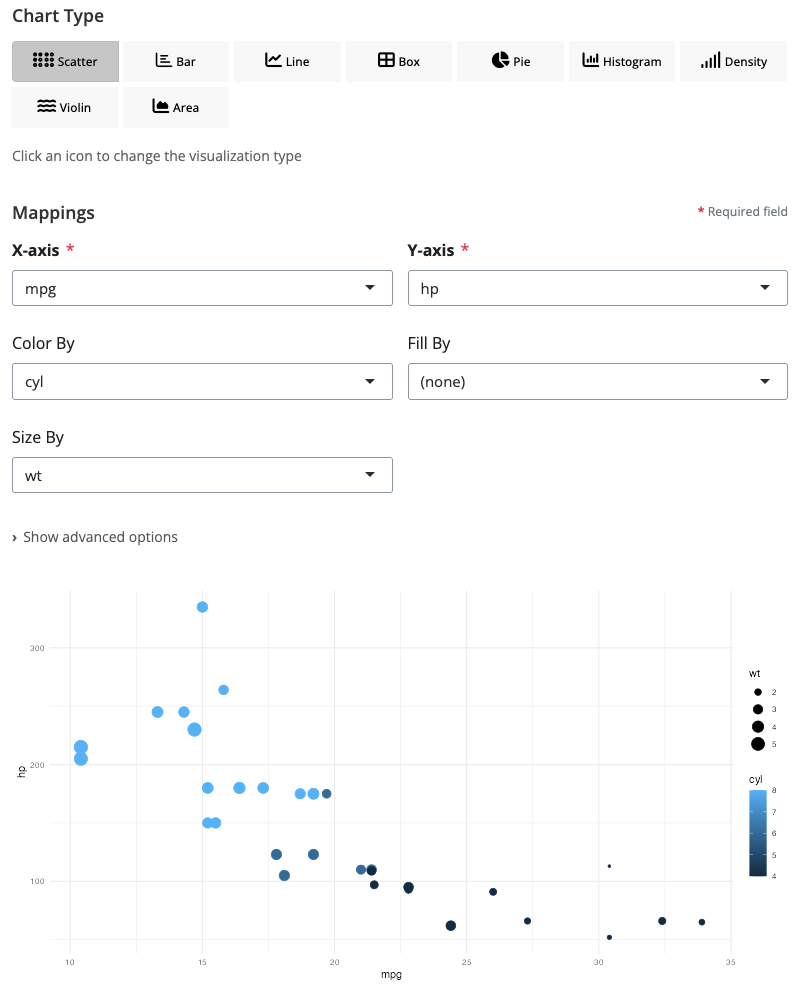 Chart Type
Scatter Bar Line Box Pie Histogram Density
Violin Area
Click an icon to change the visualization type
Mappings * Required field
X-axis * Y-axis *
mpg hp
Color By Fill By
cyl (none)
Size By
wt
› Show advanced options
300
200
100
hp
10 15 20 25 30 35
mpg
wt
2
3
4
5
cyl
8
7
6
5
4